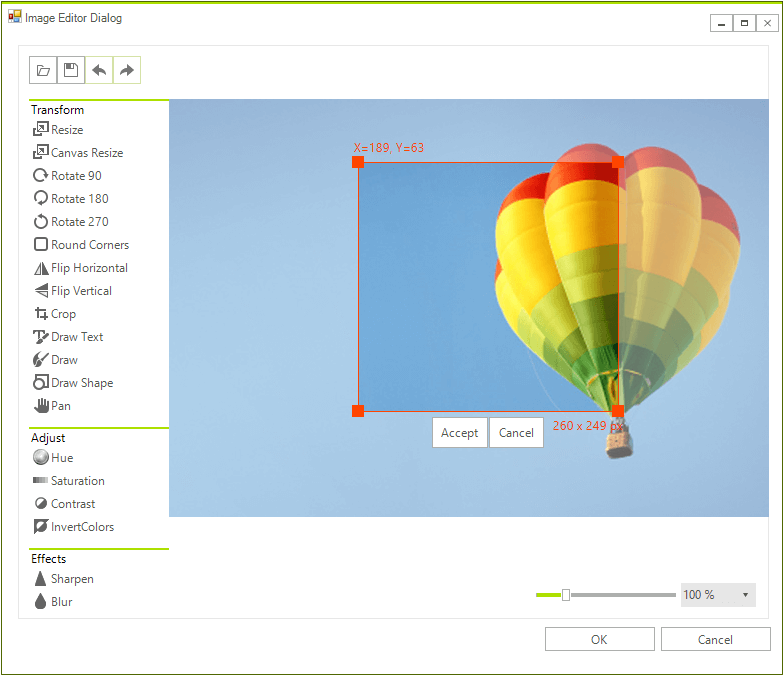 Image Editor Dialog
Transform
Resize
Canvas Resize
Rotate 90
Rotate 180
Rotate 270
Round Corners
Flip Horizontal
Flip Vertical
Crop
Draw Text
Draw
Draw Shape
Pan
Adjust
Hue
Saturation
Contrast
InvertColors
Effects
Sharpen
Blur
X=189, Y=63
Accept
Cancel
260 x 249 px
100 %
OK
Cancel